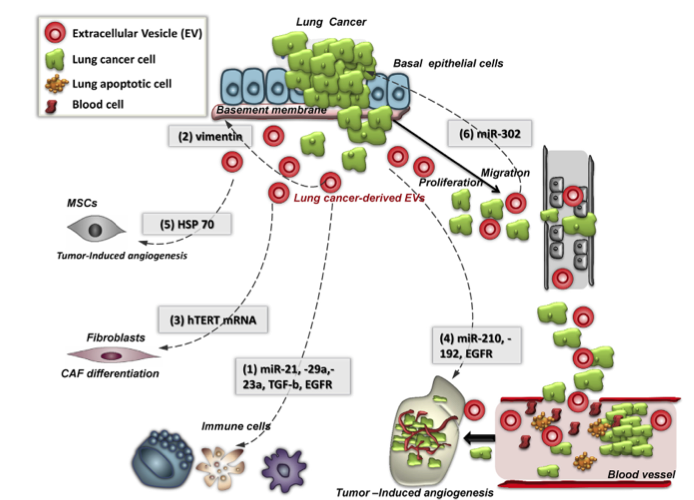 Lung Cancer
Extracellular Vesicle (EV)
Lung cancer cell
Lung apoptotic cell
Blood cell
Basal epithelial cells
Basement membrane
(2) vimentin
(6) miR-302
Migration
Proliferation
Lung cancer-derived EVs
MSCs
(5) HSP 70
Tumor-Induced angiogenesis
(3) hTERT mRNA
Fibroblasts
CAF differentiation
(4) miR-210, -
192, EGFR
(1) miR-21, -29a,-
23a, TGF-b, EGFR
Immune cells
Blood vessel
Tumor –Induced angiogenesis